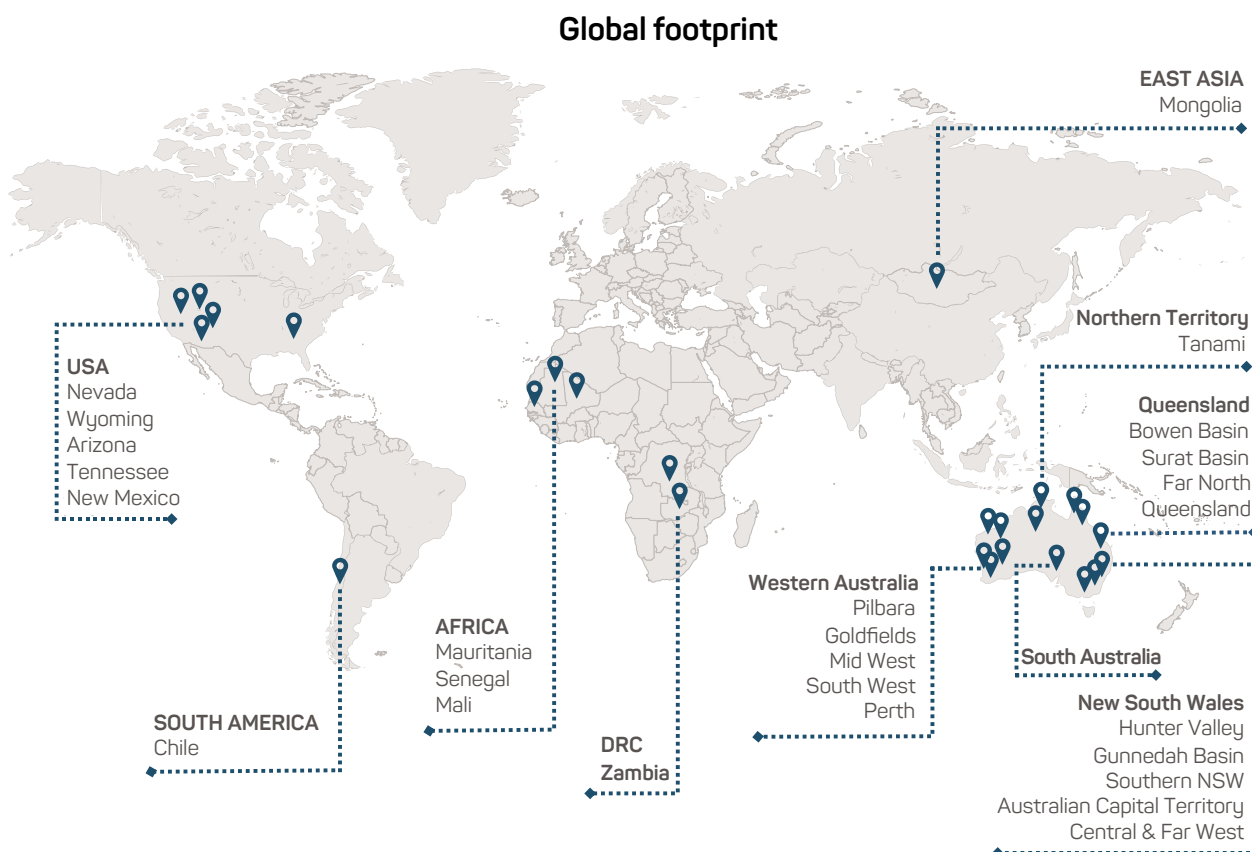 Global footprint
EAST ASIA
Mongolia
Northern Territory
Tanami
Queensland
Bowen Basin
Surat Basin
Far North
Queensland
USA
Nevada
Wyoming
Arizona
Tennessee
New Mexico
Western Australia
Pilbara
Goldfields
Mid West
South West
Perth
AFRICA
Mauritania
Senegal
Mali
South Australia
New South Wales
Hunter Valley
Gunnedah Basin
Southern NSW
Australian Capital Territory
Central & Far West
SOUTH AMERICA
Chile
DRC
Zambia